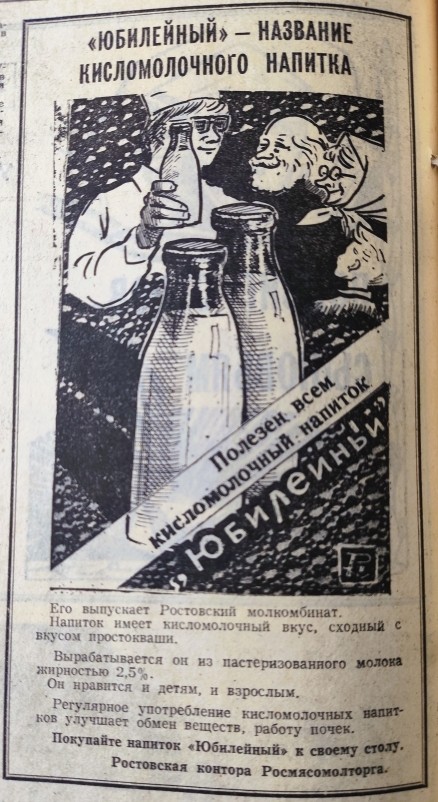 «ЮБИЛЕЙНЫЙ» — НАЗВАНИЕ
КИСЛОМОЛОЧНОГО НАПИТКА
Полезен всем
кисломолочный напиток
„Юбилейный”
Его выпускает Ростовский молкомбинат.
Напиток имеет кисломолочный вкус, сходный с
вкусом простокваши.
Вырабатывается он из пастеризованного молока
жирностью 2,5%.
Он нравится и детям, и взрослым.
Регулярное употребление кисломолочных напит-
ков улучшает обмен веществ, работу почек.
Покупайте напиток «Юбилейный» к своему столу.
Ростовская контора Росмясомолторга.